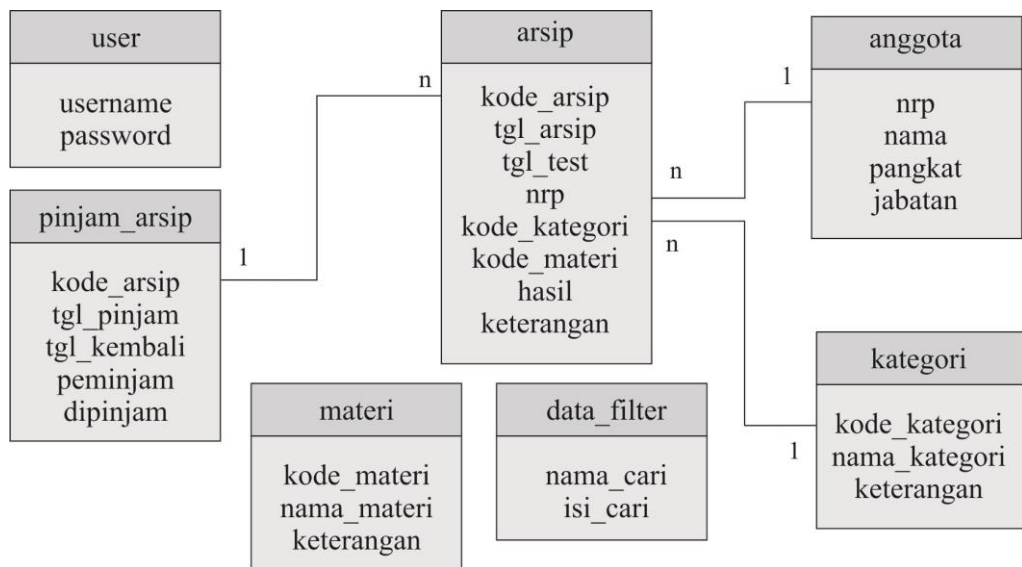 user
username
password
pinjam_arsip
kode_arsip
tgl_pinjam
tgl_kembali
peminjam
dipinjam
1
n
arsip
kode_arsip
tgl_arsip
tgl_test
nrp
kode_kategori
kode_materi
hasil
keterangan
n
n
1
anggota
nrp
nama
pangkat
jabatan
1
kategori
kode_kategori
nama_kategori
keterangan
materi
kode_materi
nama_materi
keterangan
data_filter
nama_cari
isi_cari